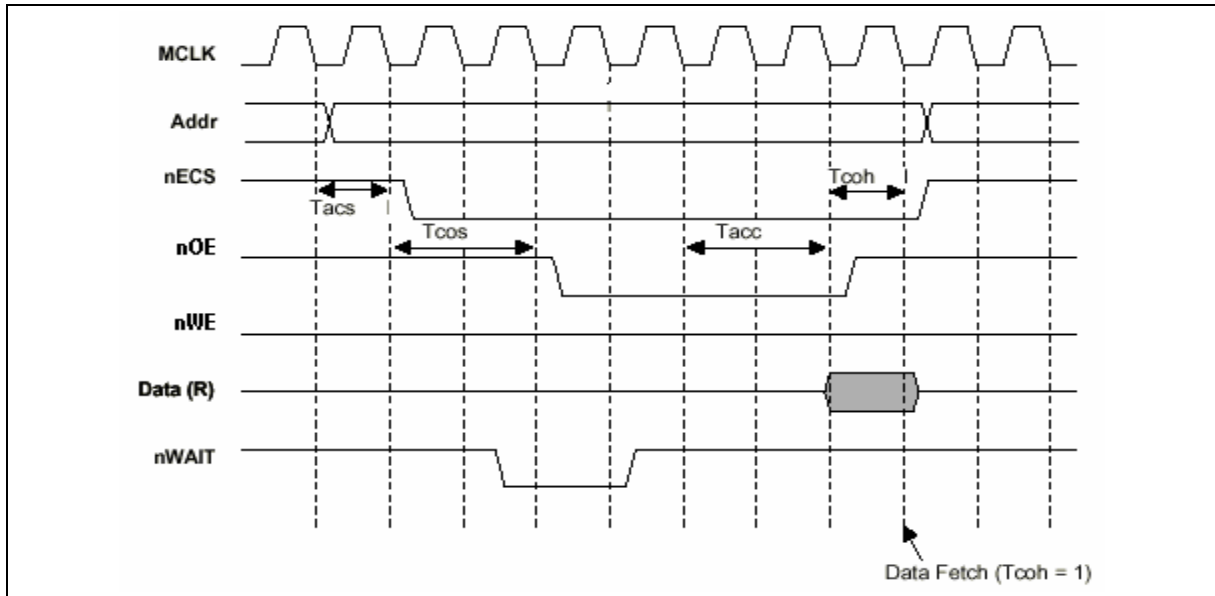 MCLK
Addr
nECS
Tcoh
Tacs
Tcos
Tacc
nOE
nWE
Data (R)
nWAIT
Data Fetch (Tcoh = 1)